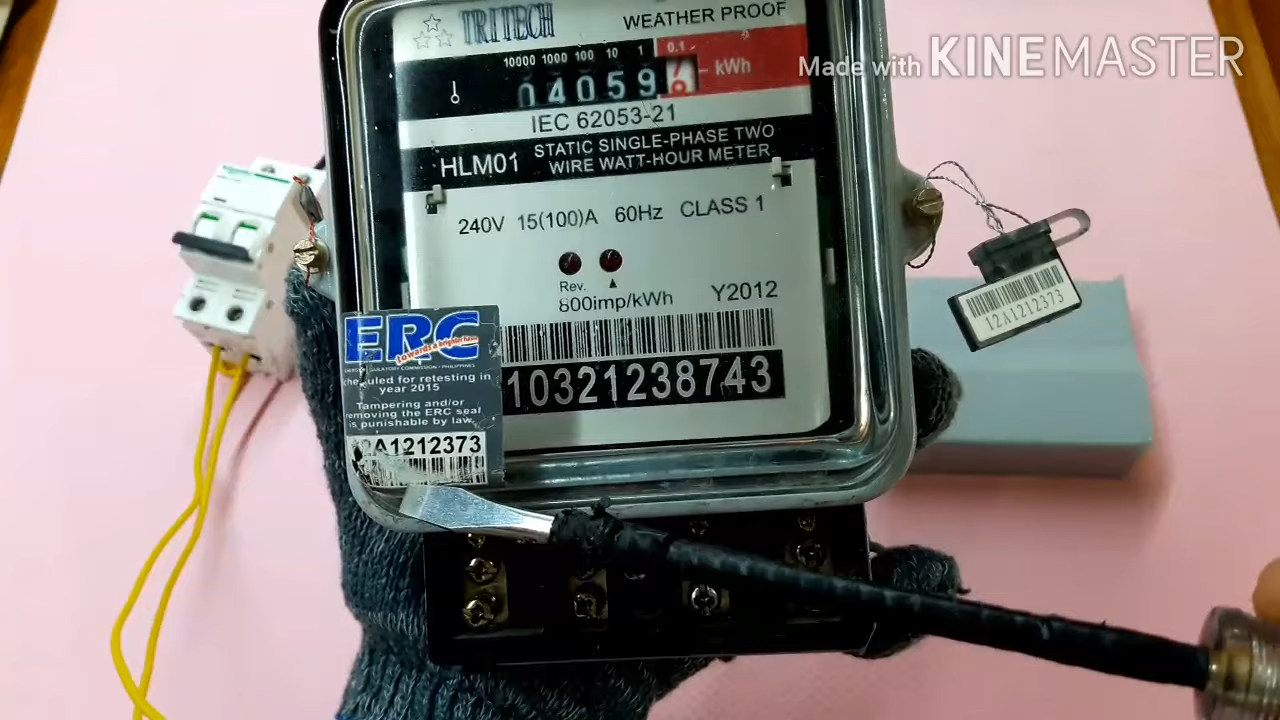 TRITECH
WEATHER PROOF
Made with KINEMASTER
10000 1000 100 10 1 0.1
04059
kWh
IEC 62053-21
HLM01
STATIC SINGLE-PHASE TWO
WIRE WATT-HOUR METER
240V 15(100)A 60Hz CLASS 1
Rev.
800imp/kWh
Y2012
10321238743
ERC
towards a brighter future
scheduled for retesting in
year 2015
Tampering and/or
removing the ERC seal
is punishable by law
12A1212373
12A1212373